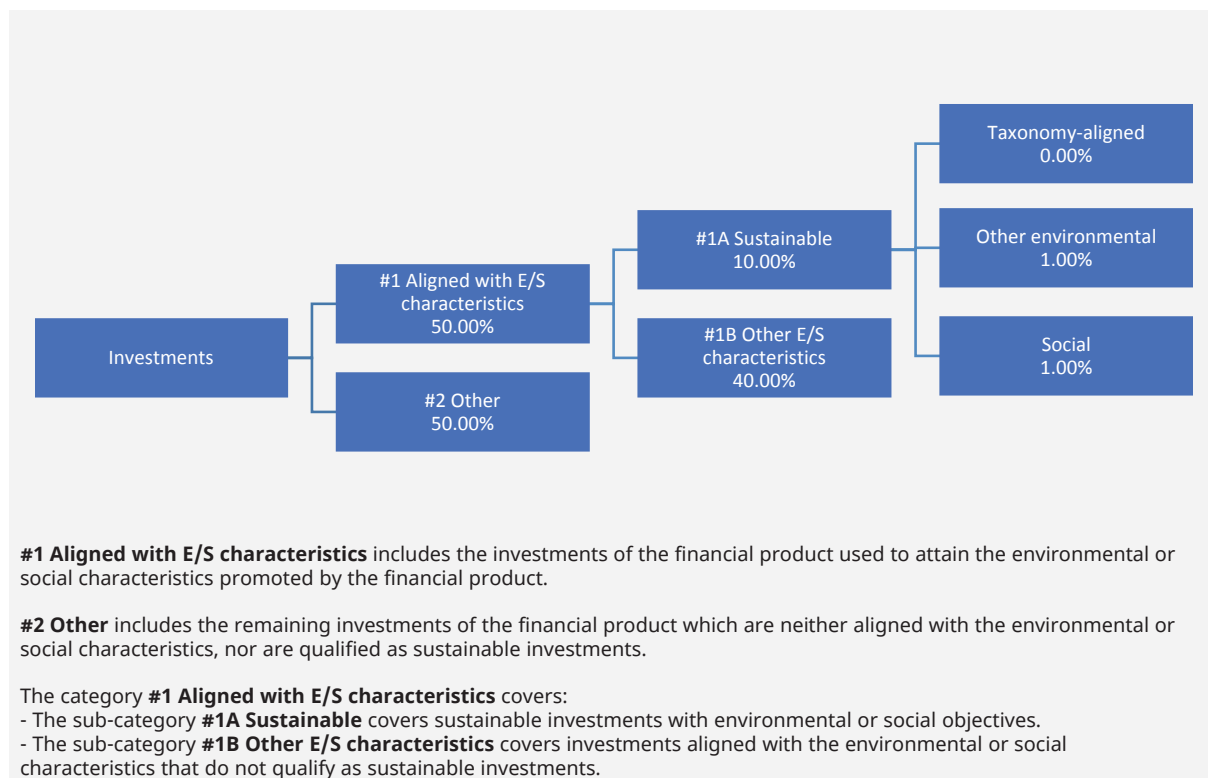 Investments
#1 Aligned with E/S
characteristics
50.00%
#2 Other
50.00%
#1A Sustainable
10.00%
#1B Other E/S
characteristics
40.00%
Taxonomy-aligned
0.00%
Other environmental
1.00%
Social
1.00%
#1 Aligned with E/S characteristics includes the investments of the financial product used to attain the environmental or
social characteristics promoted by the financial product.
#2 Other includes the remaining investments of the financial product which are neither aligned with the environmental or
social characteristics, nor are qualified as sustainable investments.
The category #1 Aligned with E/S characteristics covers:
- The sub-category #1A Sustainable covers sustainable investments with environmental or social objectives.
- The sub-category #1B Other E/S characteristics covers investments aligned with the environmental or social
characteristics that do not qualify as sustainable investments.